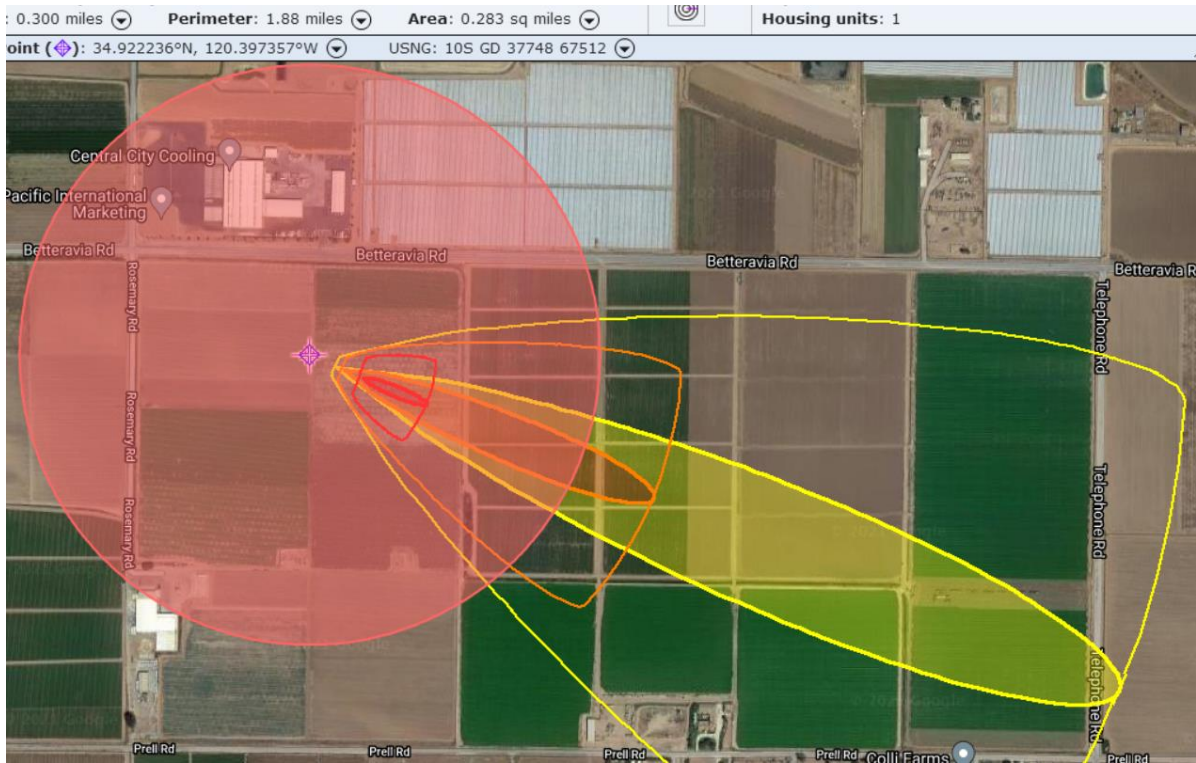 : 0.300 miles Perimeter: 1.88 miles Area: 0.283 sq miles Housing units: 1
oint ( ): 34.922236°N, 120.397357°W USNG: 10S GD 37748 67512
Central City Cooling
Pacific International
Marketing
Betteravia Rd
Betteravia Rd
Betteravia Rd
Betteravia R
Rosemary Rd
Telephone Rd
Rosemary Rd
Telephone Rd
Rosemary Rd
Telephone Rd
Prell Rd
Prell Rd
Prell Rd
Prell Rd
Colli Farms
Prell Rd